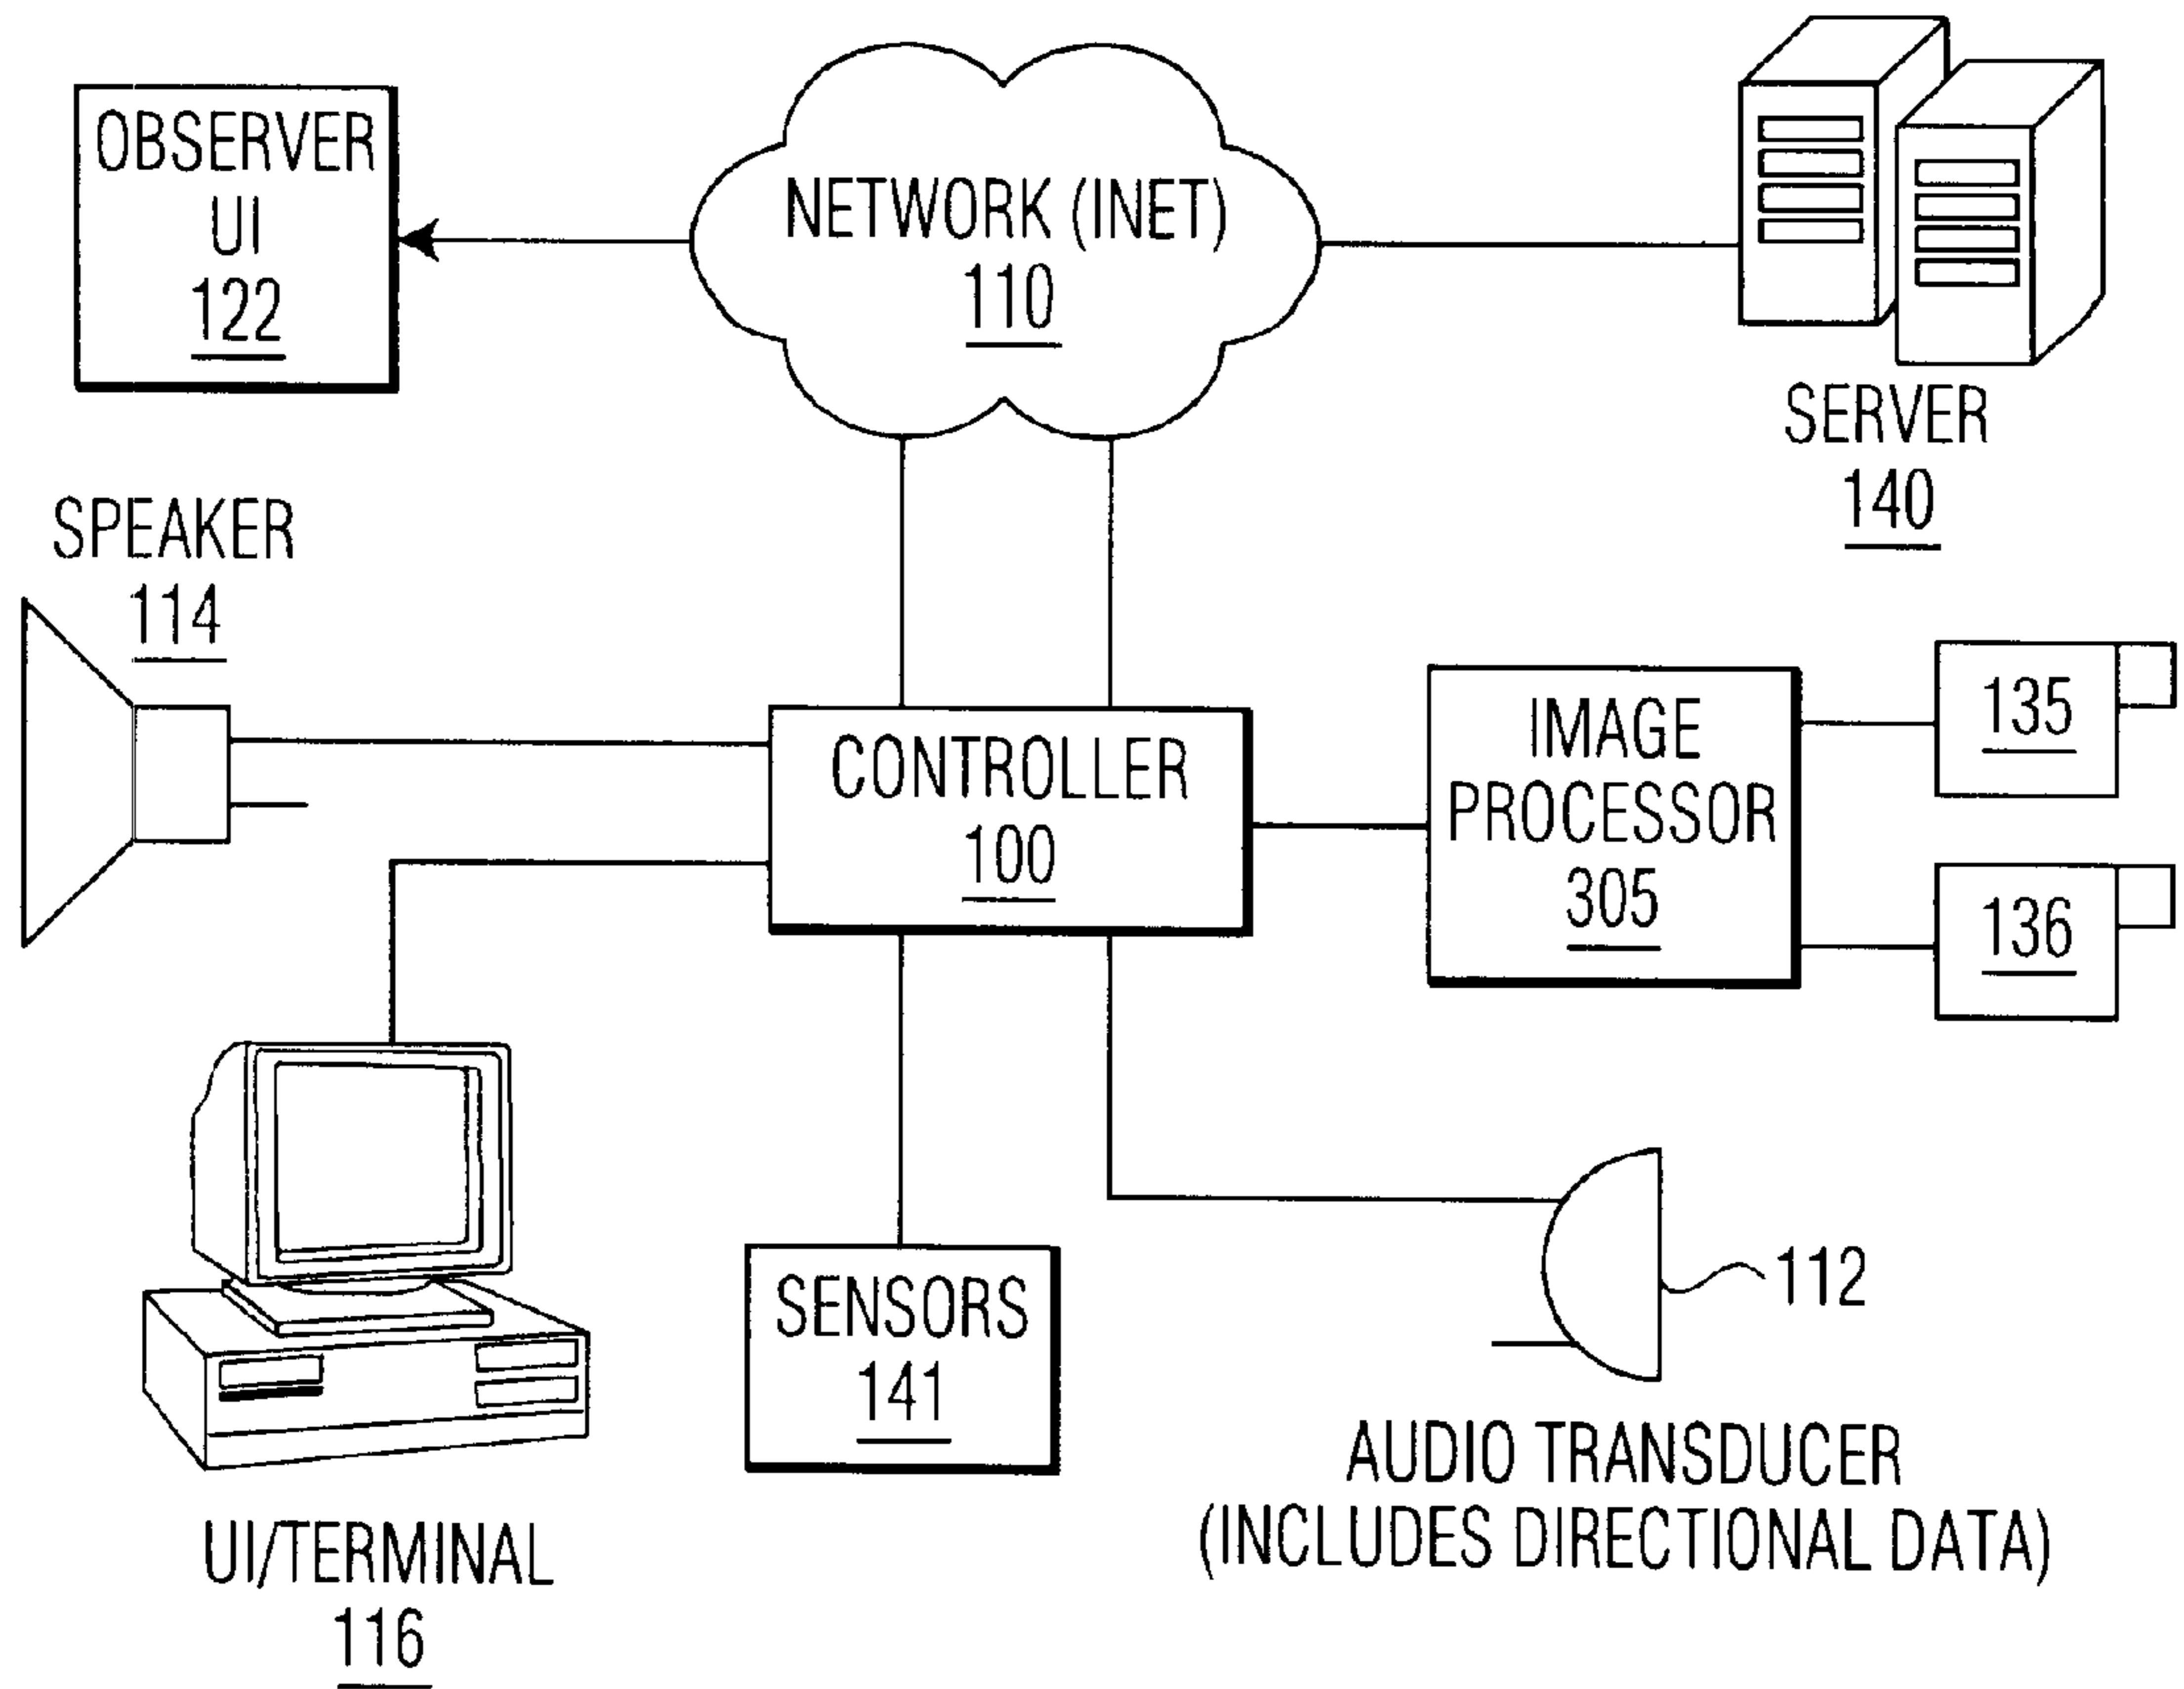 OBSERVER
UI
122
NETWORK (INET)
110
SERVER
140
SPEAKER
114
CONTROLLER
100
IMAGE
PROCESSOR
305
135
136
UI/TERMINAL
116
SENSORS
141
112
AUDIO TRANSDUCER
(INCLUDES DIRECTIONAL DATA)